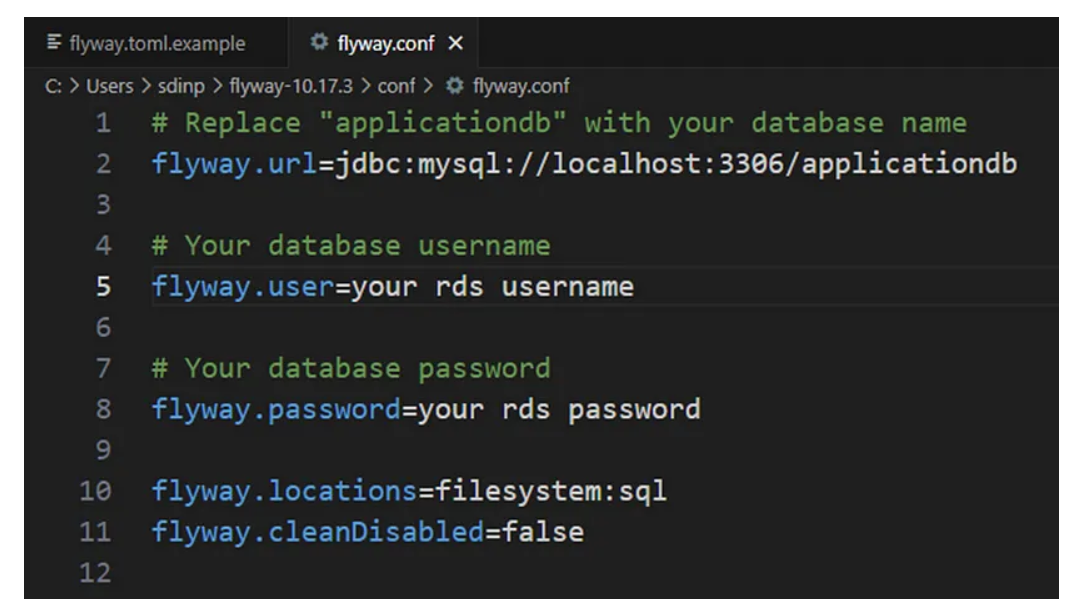 flyway.toml.example flyway.conf
C: > Users > sdinp > flyway-10.17.3 > conf > flyway.conf
1 # Replace "applicationdb" with your database name
2 flyway.url=jdbc:mysql://localhost:3306/applicationdb
3
4 # Your database username
5 flyway.user=your rds username
6
7 # Your database password
8 flyway.password=your rds password
9
10 flyway.locations=filesystem:sql
11 flyway.cleanDisabled=false
12